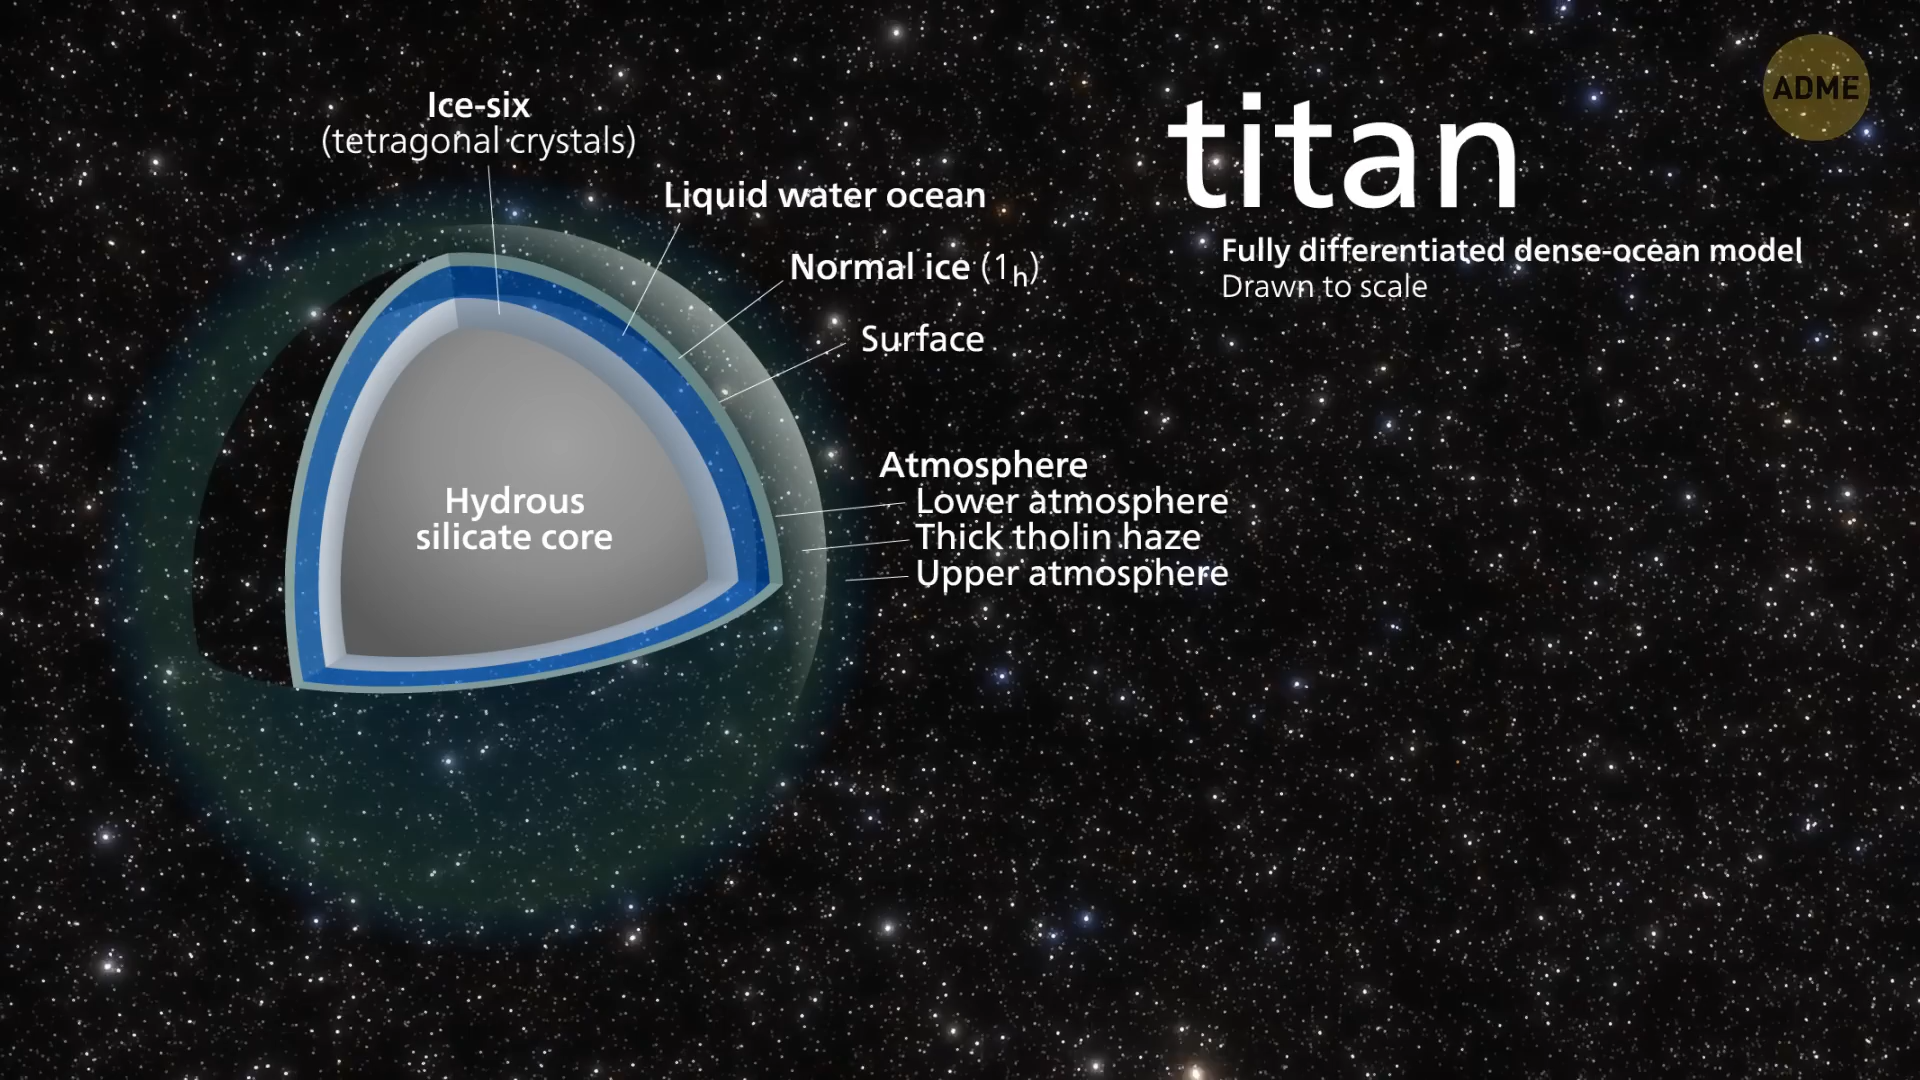 titan
ADME
Fully differentiated dense-ocean model
Drawn to scale
Ice-six
(tetragonal crystals)
Liquid water ocean
Normal ice (1h)
Surface
Atmosphere
Lower atmosphere
Thick tholin haze
Upper atmosphere
Hydrous
silicate core